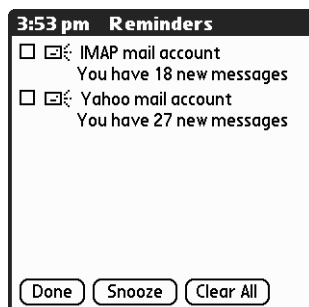 3:53 pm Reminders
IMAP mail account
You have 18 new messages
Yahoo mail account
You have 27 new messages
Done Snooze Clear All